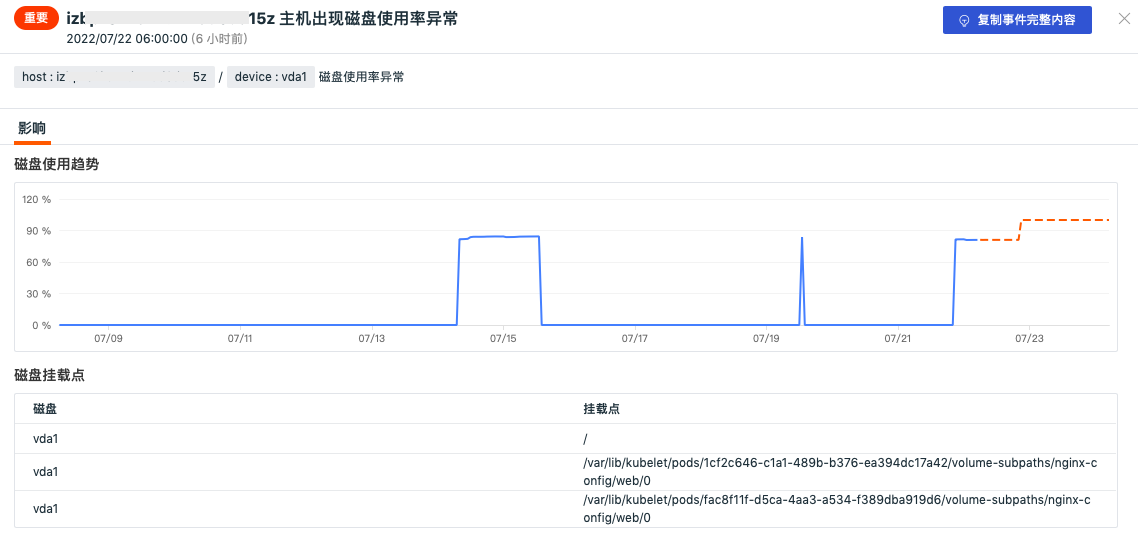 重要 15z 主机出现磁盘使用率异常
复制事件完整内容
2022/07/22 06:00:00 (6 小时前)
host : iz 5z / device : vda1 磁盘使用率异常
影响
磁盘使用趋势
120 %
90 %
60 %
30 %
0 %
07/09 07/11 07/13 07/15 07/17 07/19 07/21 07/23
磁盘挂载点
磁盘 挂载点
vda1 /
vda1 /var/lib/kubelet/pods/1cf2c646-c1a1-489b-b376-ea394dc17a42/volume-subpaths/nginx-c
onfig/web/0
vda1 /var/lib/kubelet/pods/fac8f11f-d5ca-4aa3-a534-f389dba919d6/volume-subpaths/nginx-c
onfig/web/0